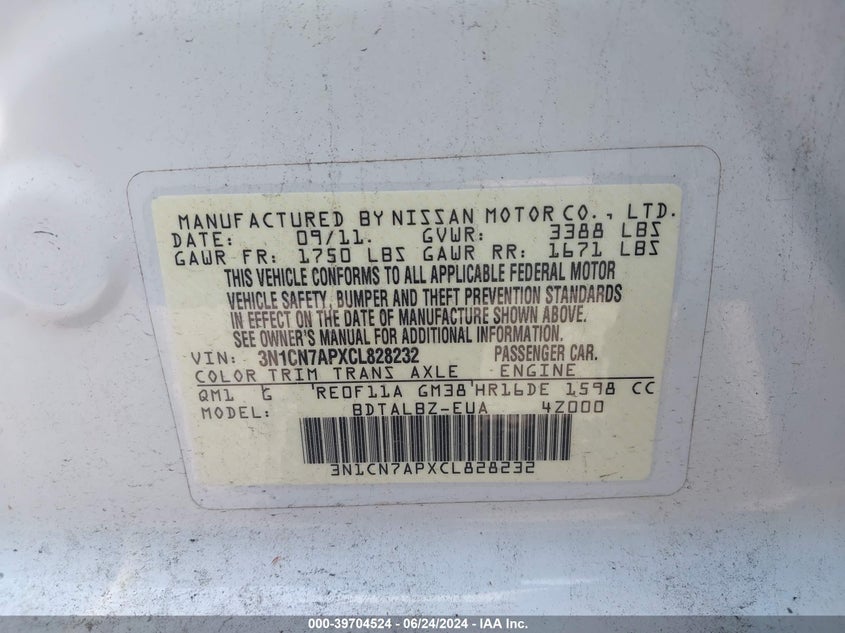 MANUFACTURED BY NISSAN MOTOR CO., LTD.
DATE: 09/11. GVWR: 3388 LBS
GAWR FR: 1750 LBS GAWR RR: 1671 LBS
THIS VEHICLE CONFORMS TO ALL APPLICABLE FEDERAL MOTOR
VEHICLE SAFETY, BUMPER AND THEFT PREVENTION STANDARDS
IN EFFECT ON THE DATE OF MANUFACTURE SHOWN ABOVE.
SEE OWNER'S MANUAL FOR ADDITIONAL INFORMATION.
VIN: 3N1CN7APXCL828232 PASSENGER CAR.
COLOR TRIM TRANS AXLE ENGINE
QM1 G RE0F11A GM38 HR16DE 1598 CC
MODEL: BDTALBZ-EUA 4Z000
3N1CN7APXCL828232
000-39704524 - 06/24/2024 - IAAI.com